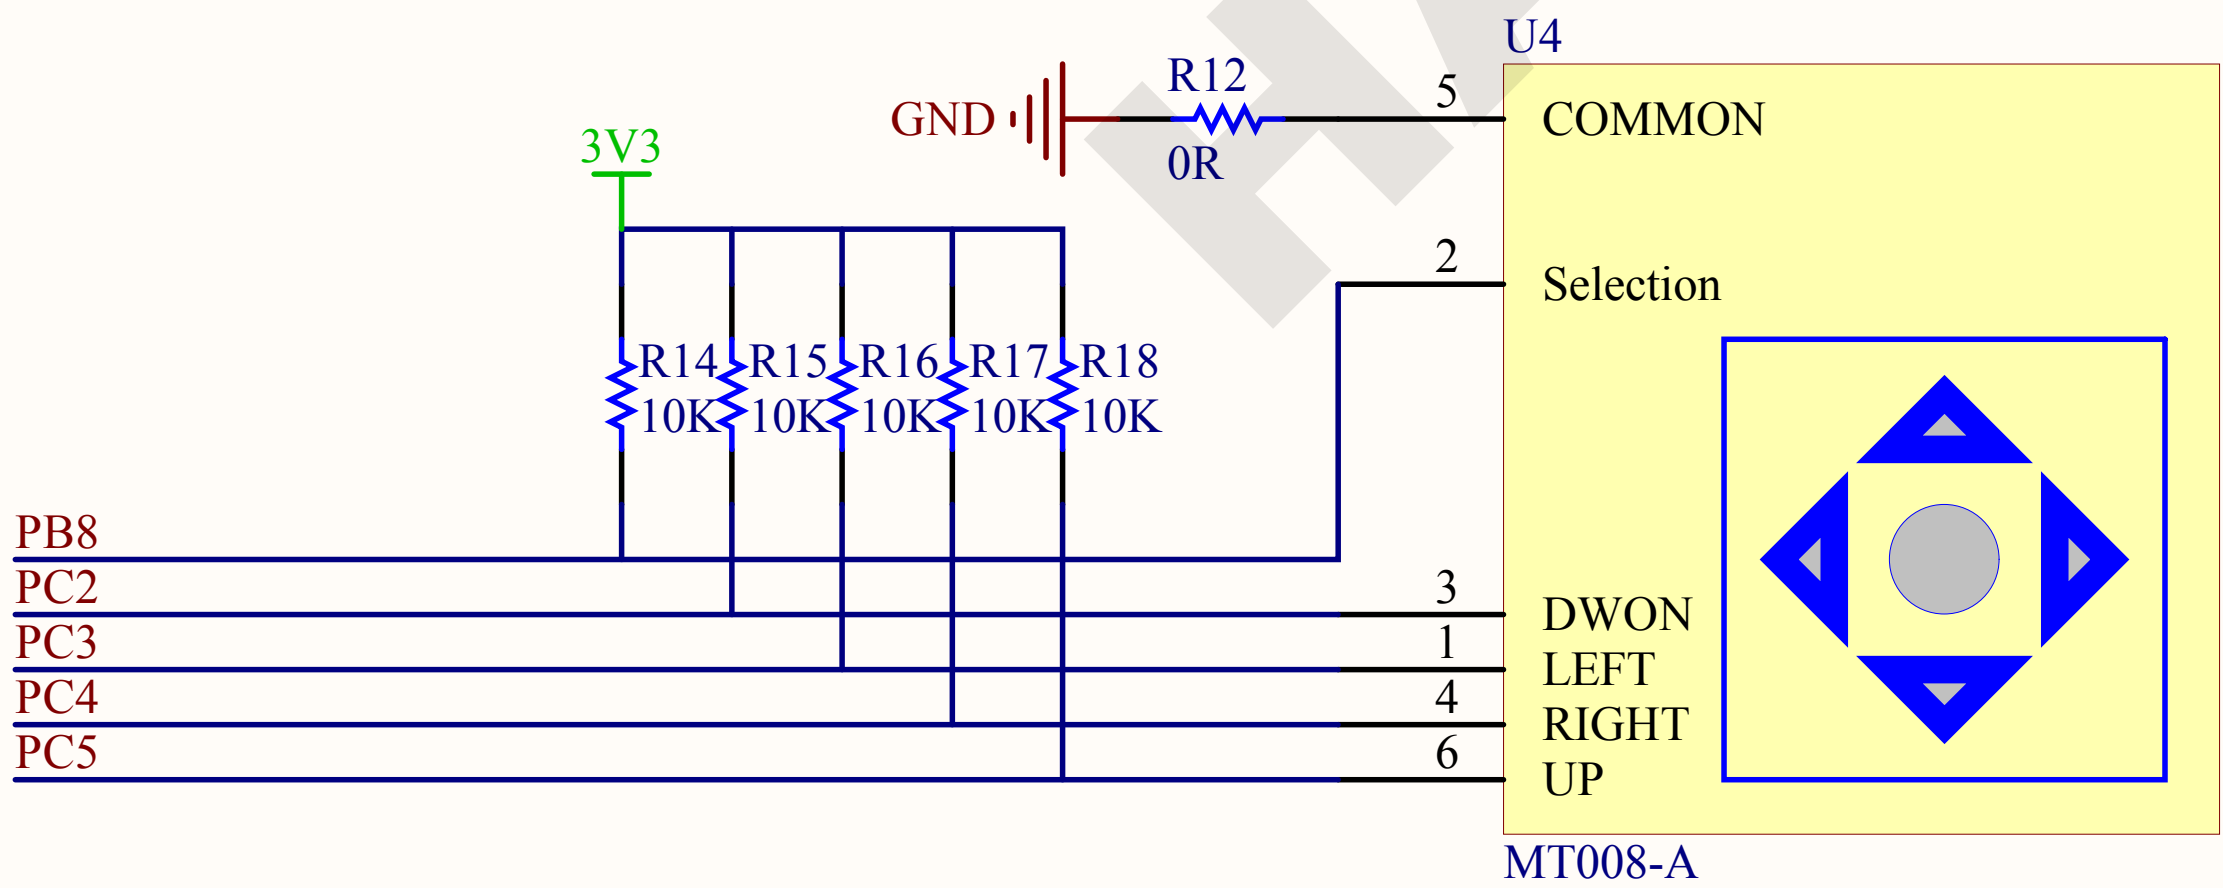 U4
R12
5
GND
COMMON
3V3
0R
2
Selection
R14 R15 R16 R17 R18
10K 10K 10K 10K 10K
PB8
PC2
3
DWON
PC3
1
LEFT
PC4
4
RIGHT
PC5
6
UP
MT008-A